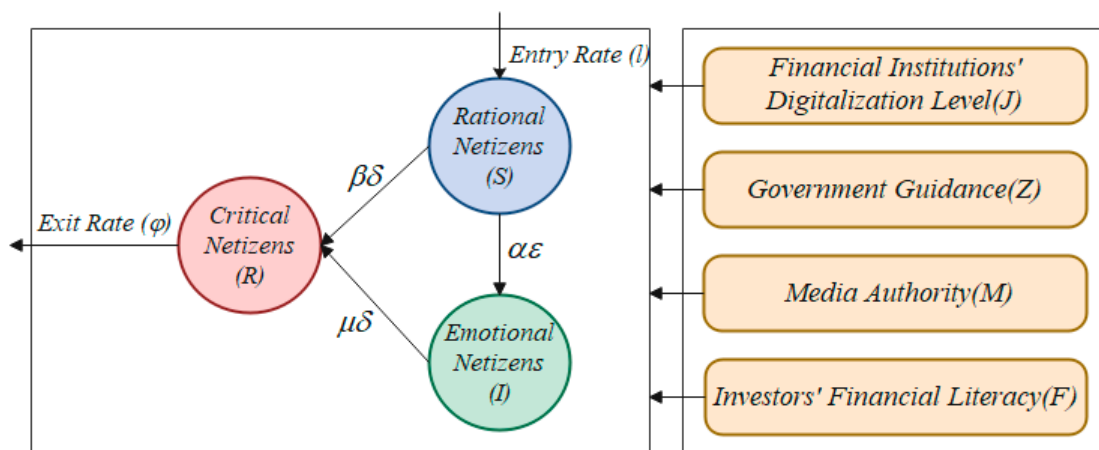 Entry Rate (l)
Rational
Netizens
(S)
βδ
Critical
Netizens
(R)
Exit Rate (φ)
αε
μδ
Emotional
Netizens
(I)
Financial Institutions'
Digitalization Level(J)
Government Guidance(Z)
Media Authority(M)
Investors' Financial Literacy(F)